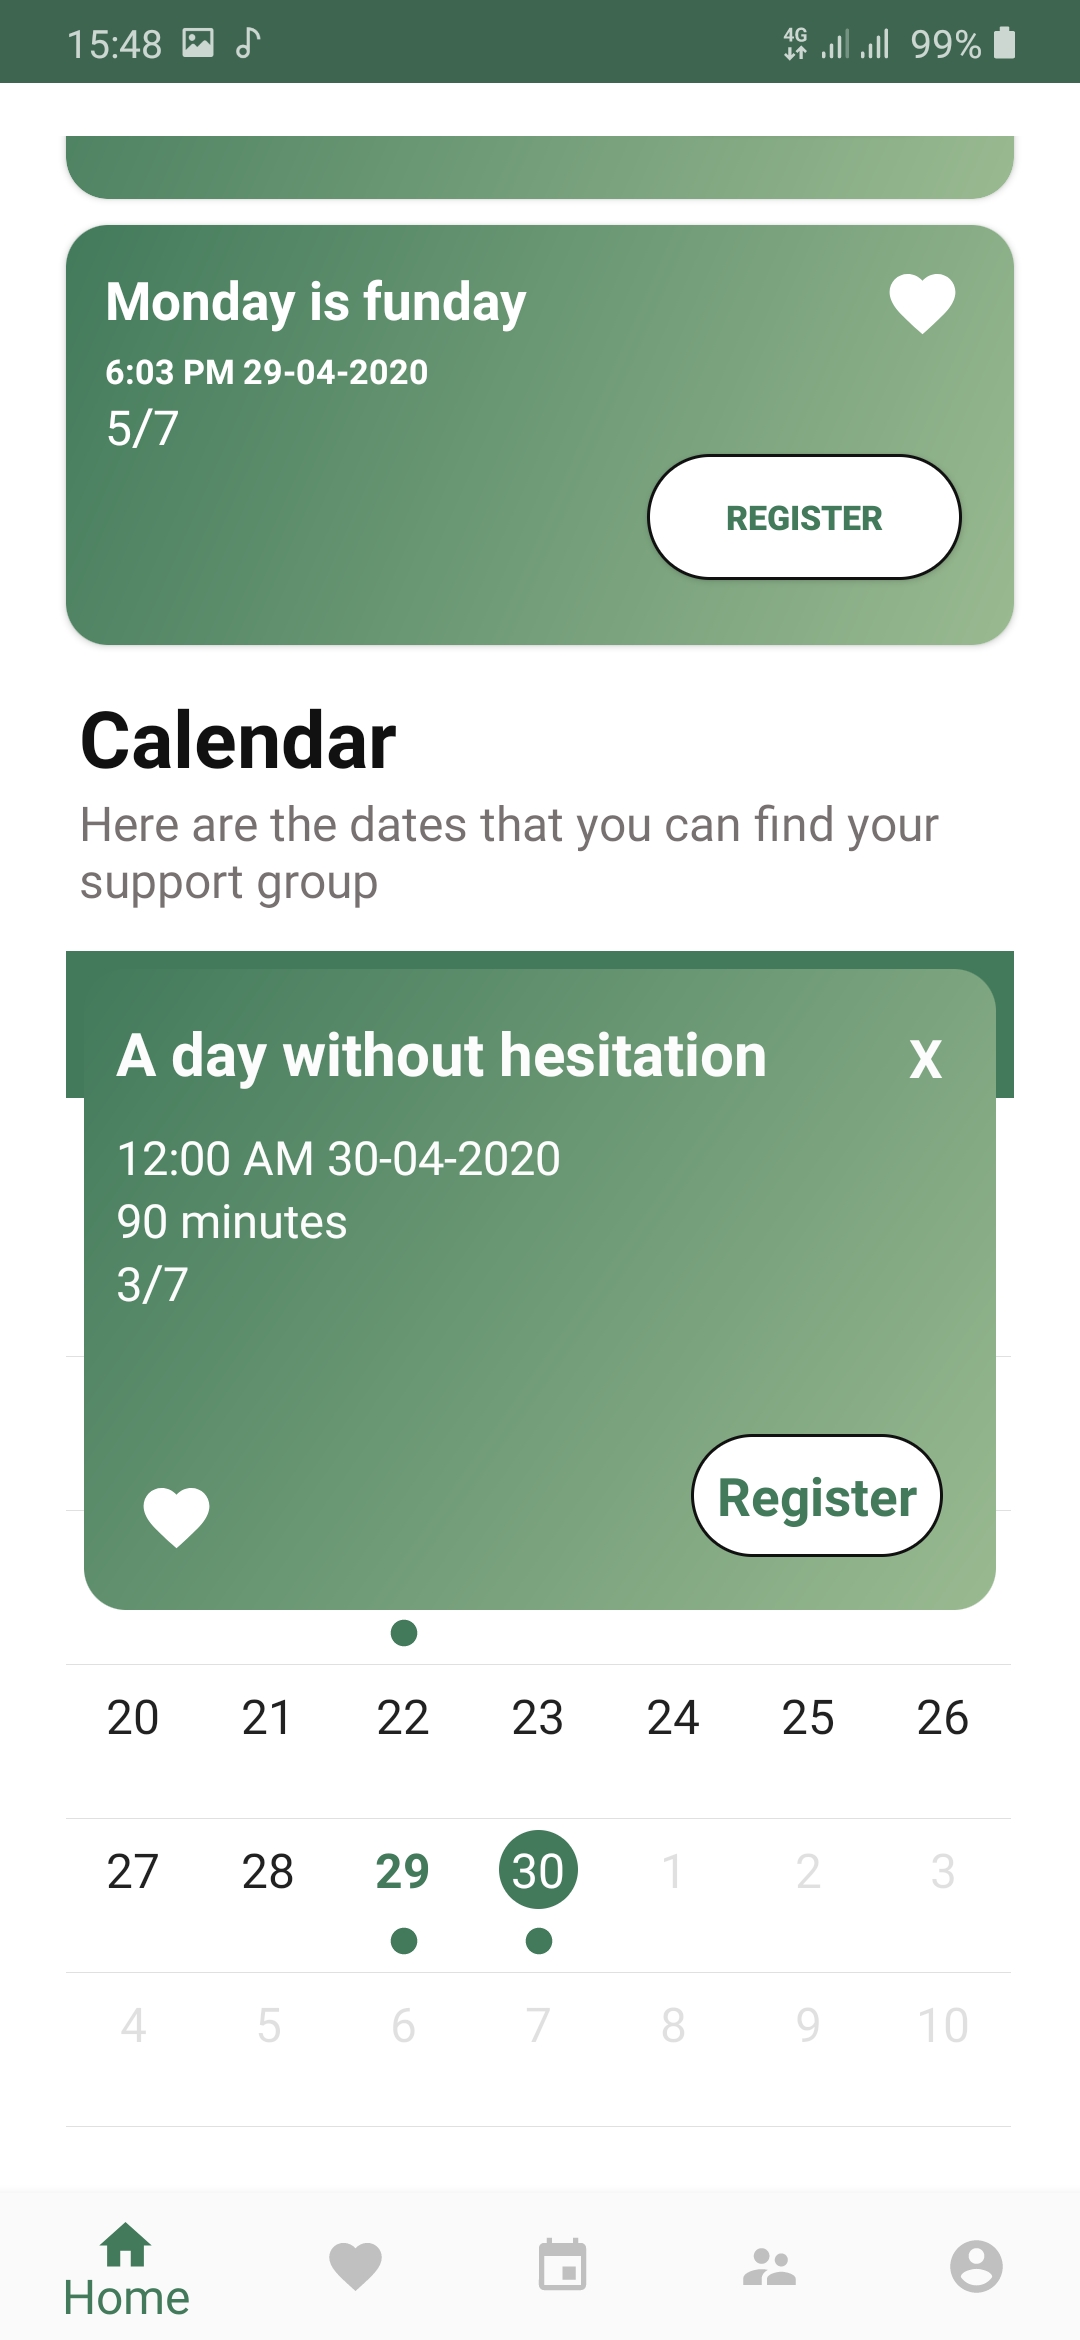 15:48 4G 99%
Monday is funday
6:03 PM 29-04-2020
5/7
REGISTER
Calendar
Here are the dates that you can find your
support group
A day without hesitation X
12:00 AM 30-04-2020
90 minutes
3/7
Register
20 21 22 23 24 25 26
27 28 29 30 1 2 3
4 5 6 7 8 9 10
Home